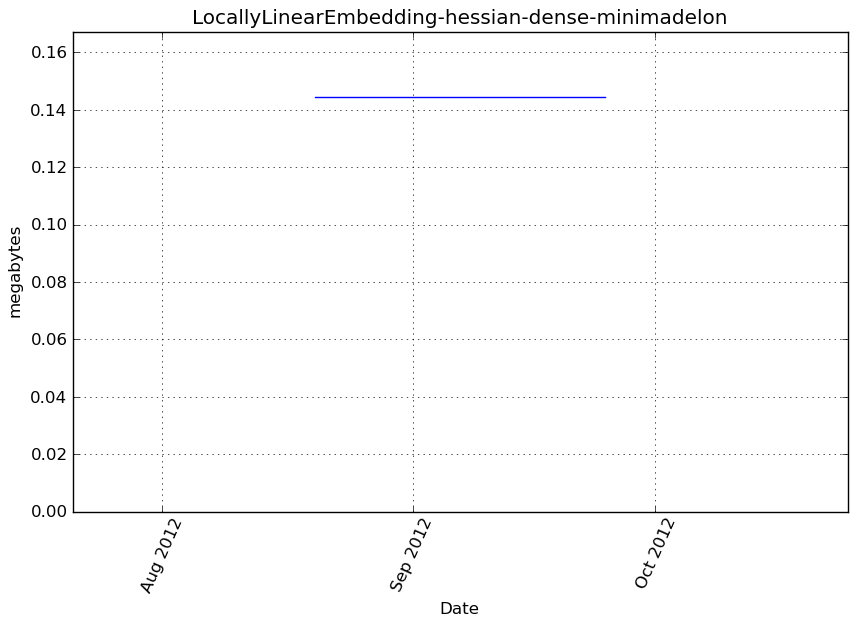 LocallyLinearEmbedding-hessian-dense-minimadelon
0.16
0.14
0.12
0.10
0.08
0.06
0.04
0.02
0.00
megabytes
Aug 2012
Sep 2012
Oct 2012
Date